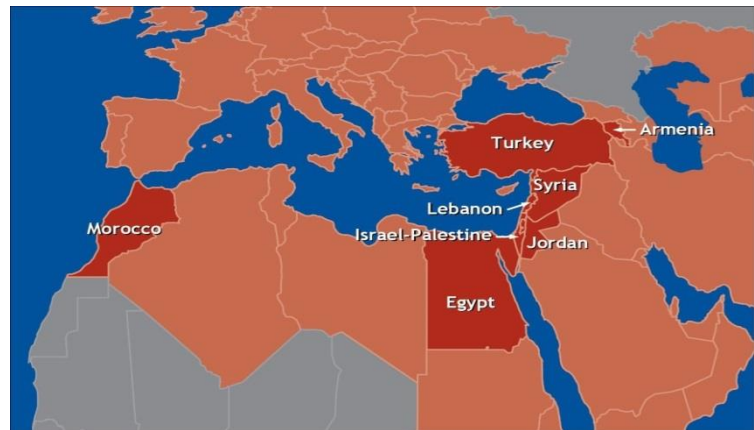 Armenia
Turkey
Syria
Lebanon
Morocco
Israel-Palestine
Jordan
Egypt